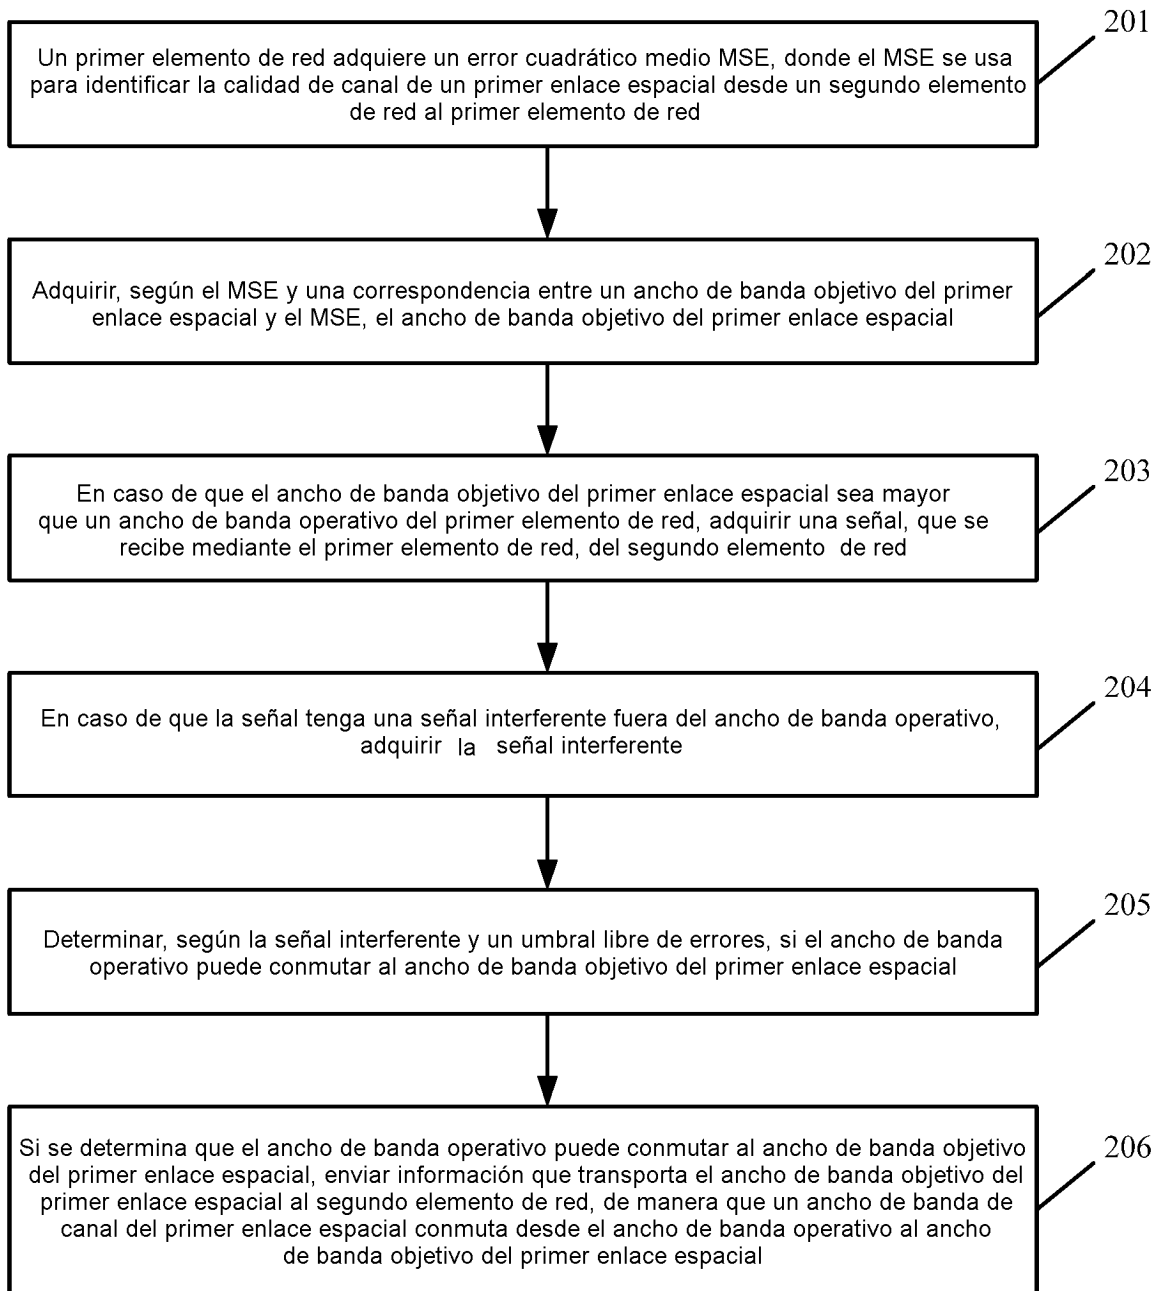 201
Un primer elemento de red adquiere un error cuadrático medio MSE, donde el MSE se usa
para identificar la calidad de canal de un primer enlace espacial desde un segundo elemento
de red al primer elemento de red
202
Adquirir, según el MSE y una correspondencia entre un ancho de banda objetivo del primer
enlace espacial y el MSE, el ancho de banda objetivo del primer enlace espacial
203
En caso de que el ancho de banda objetivo del primer enlace espacial sea mayor
que un ancho de banda operativo del primer elemento de red, adquirir una señal, que se
recibe mediante el primer elemento de red, del segundo elemento de red
204
En caso de que la señal tenga una señal interferente fuera del ancho de banda operativo,
adquirir la señal interferente
205
Determinar, según la señal interferente y un umbral libre de errores, si el ancho de banda
operativo puede conmutar al ancho de banda objetivo del primer enlace espacial
206
Si se determina que el ancho de banda operativo puede conmutar al ancho de banda objetivo
del primer enlace espacial, enviar información que transporta el ancho de banda objetivo del
primer enlace espacial al segundo elemento de red, de manera que un ancho de banda de
canal del primer enlace espacial conmuta desde el ancho de banda operativo al ancho
de banda objetivo del primer enlace espacial